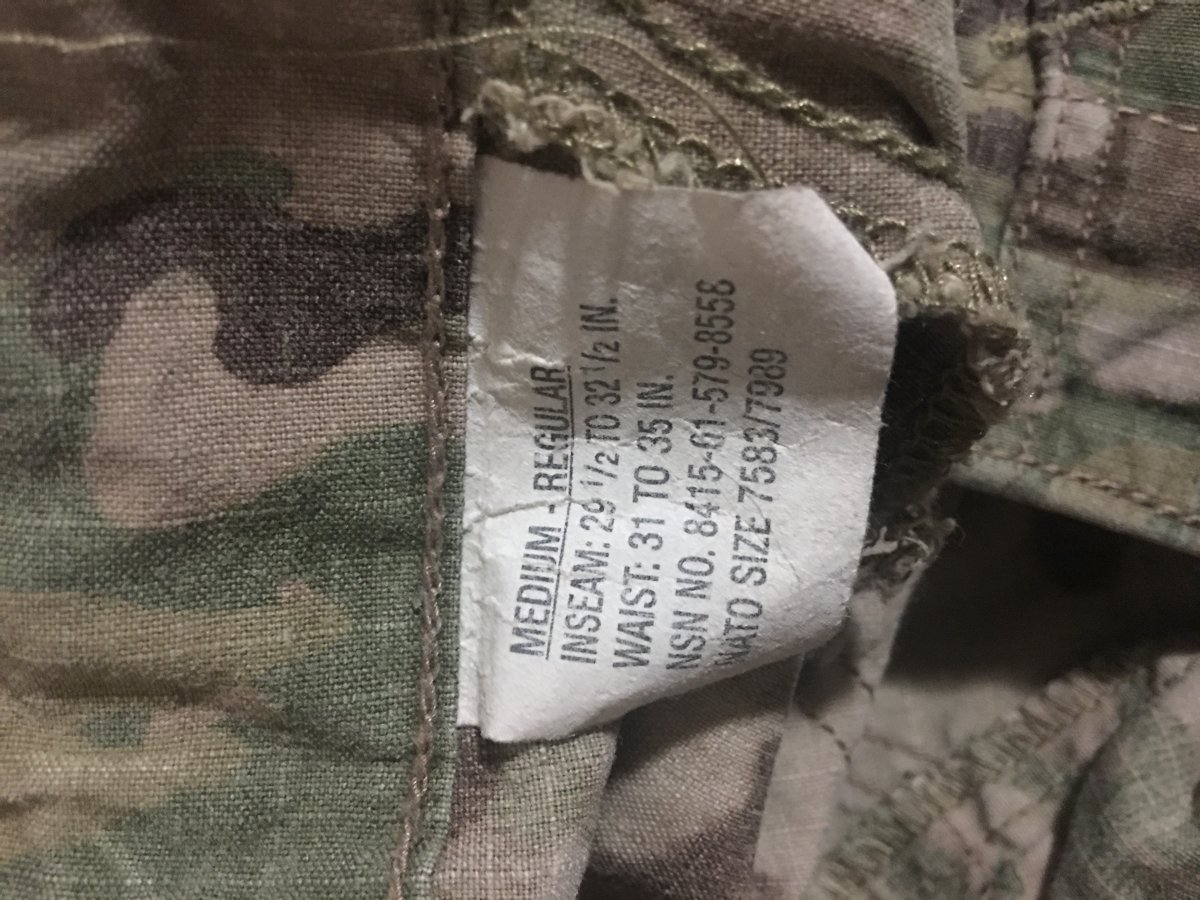 MEDIUM - REGULAR
INSEAM: 29 1/2 TO 32 1/2 IN.
WAIST: 31 TO 35 IN.
NSN NO. 8415-61-579-8558
NATO SIZE 7583/7989